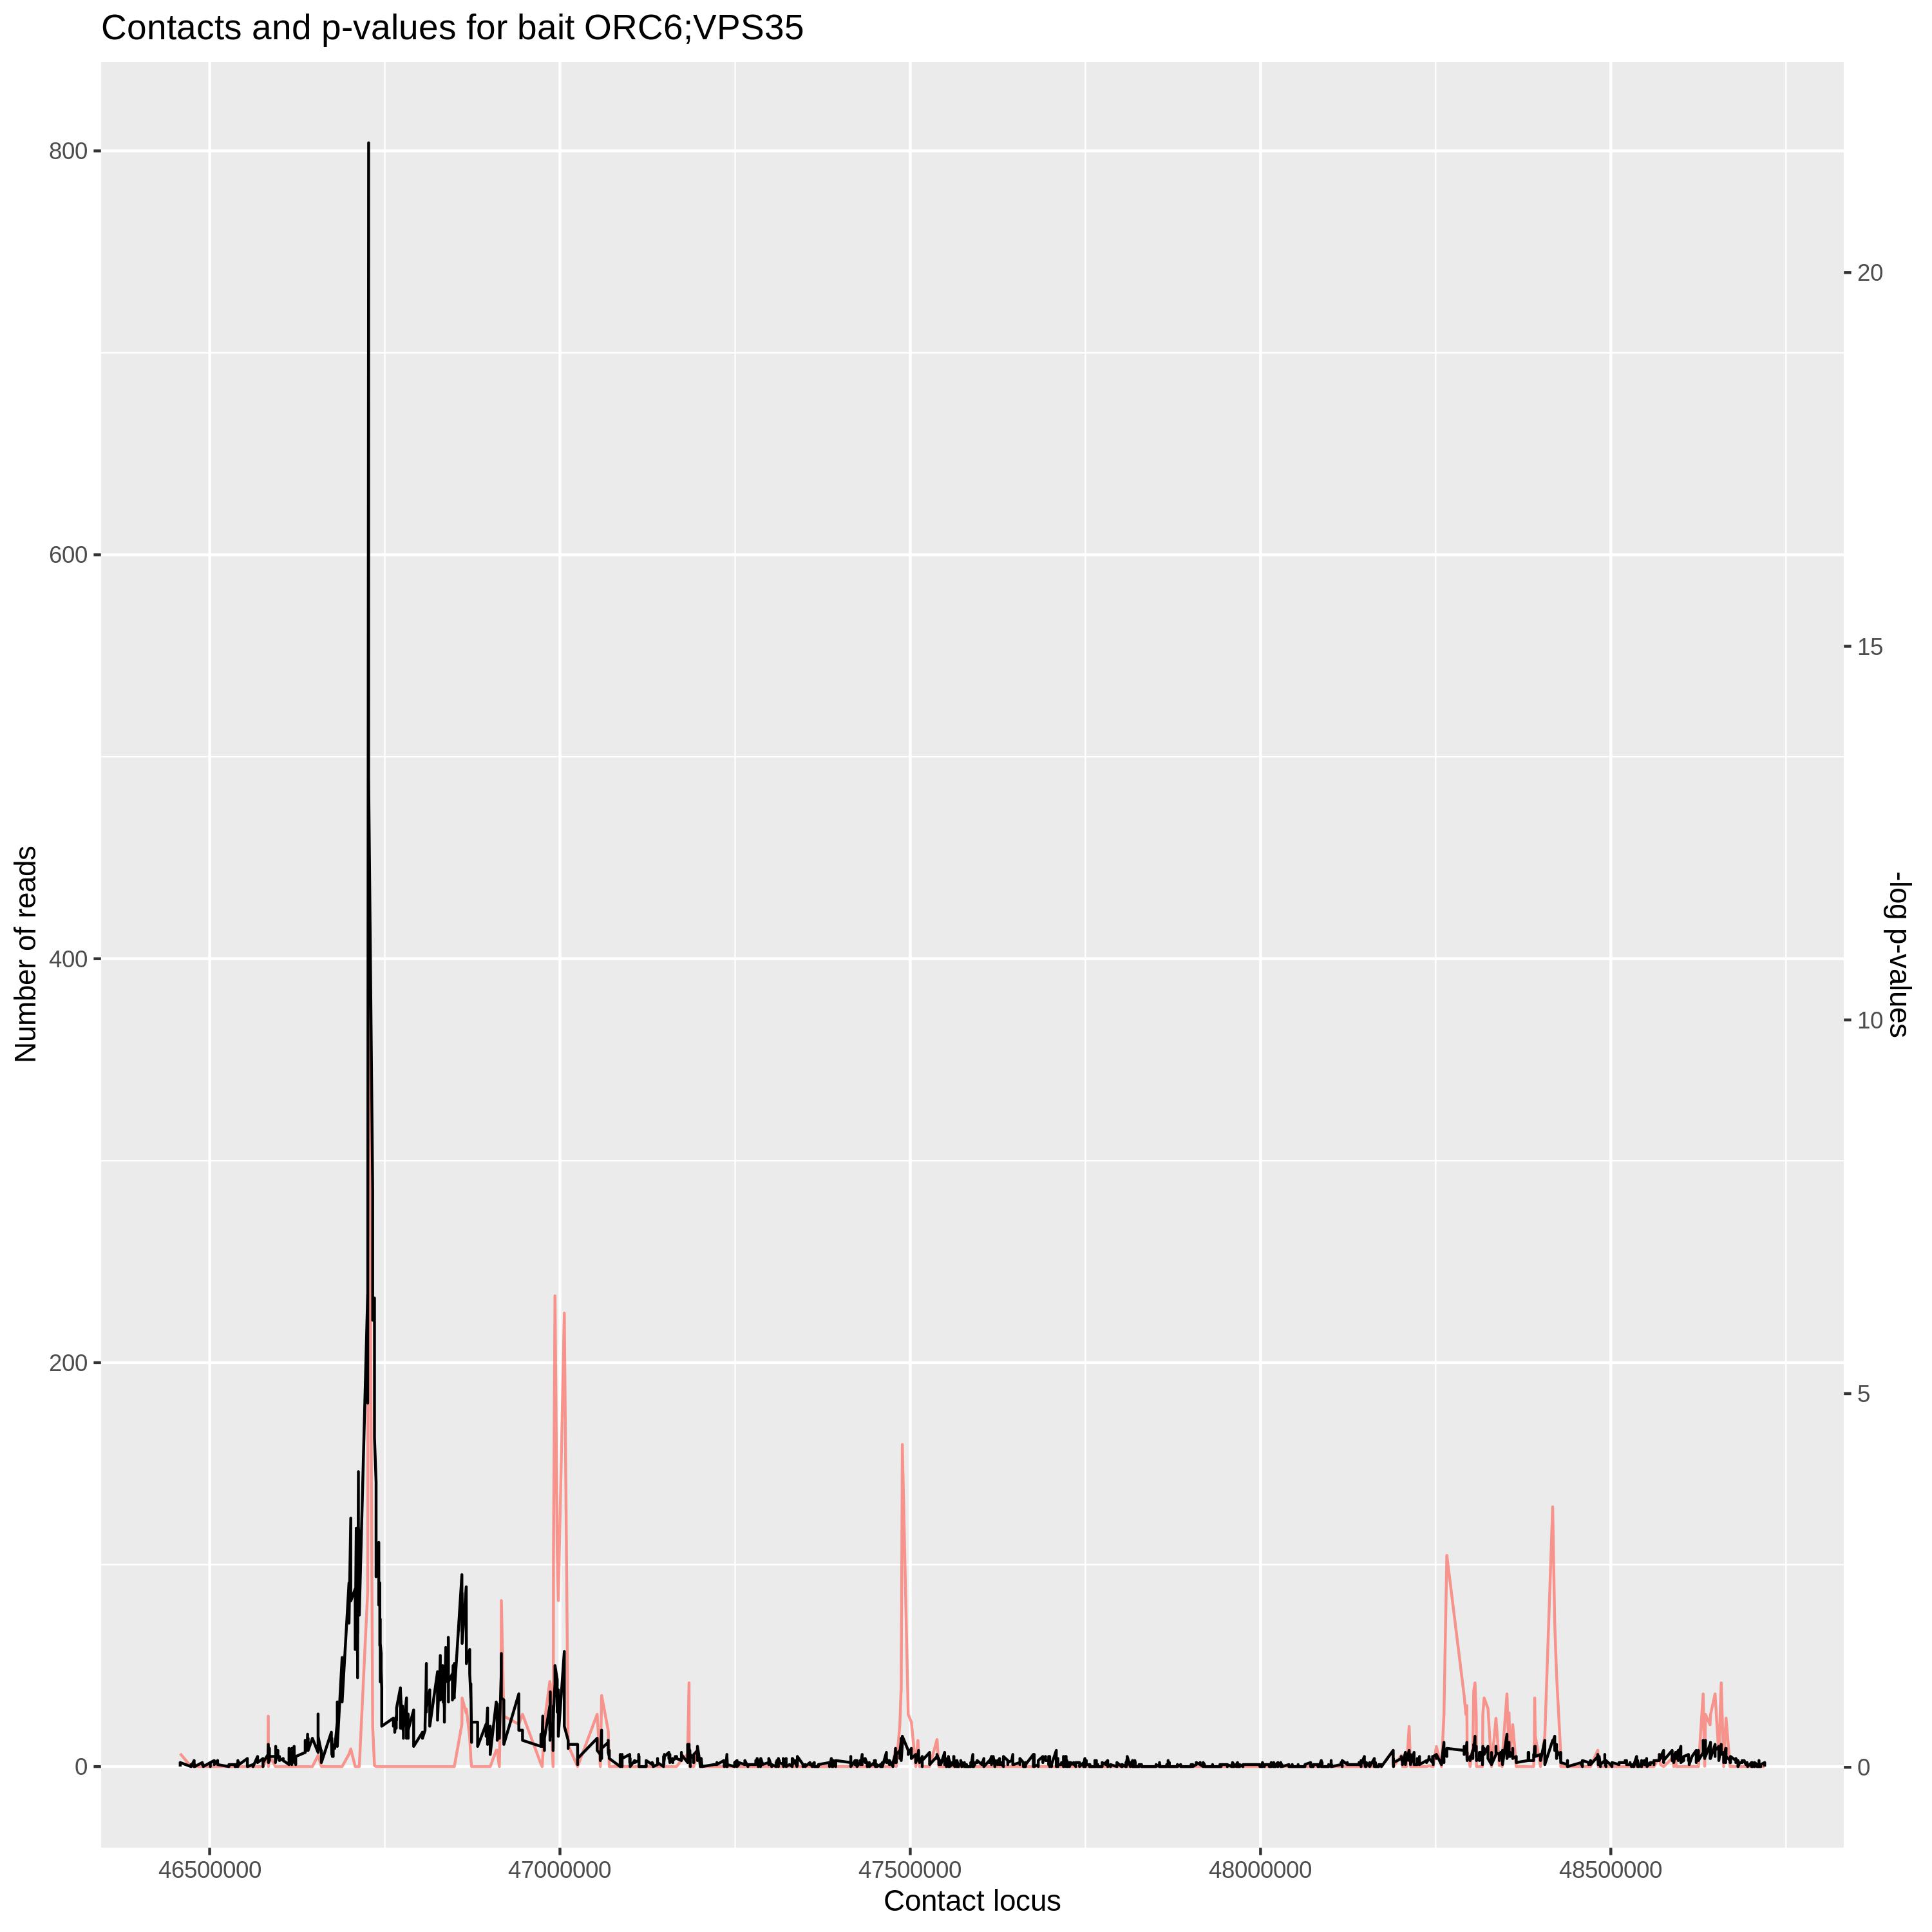 Contacts and p-values for bait ORC6;VPS35
800
600
400
200
0
Number of reads
20
15
10
5
0
-log p-values
46500000 47000000 47500000 48000000 48500000
Contact locus